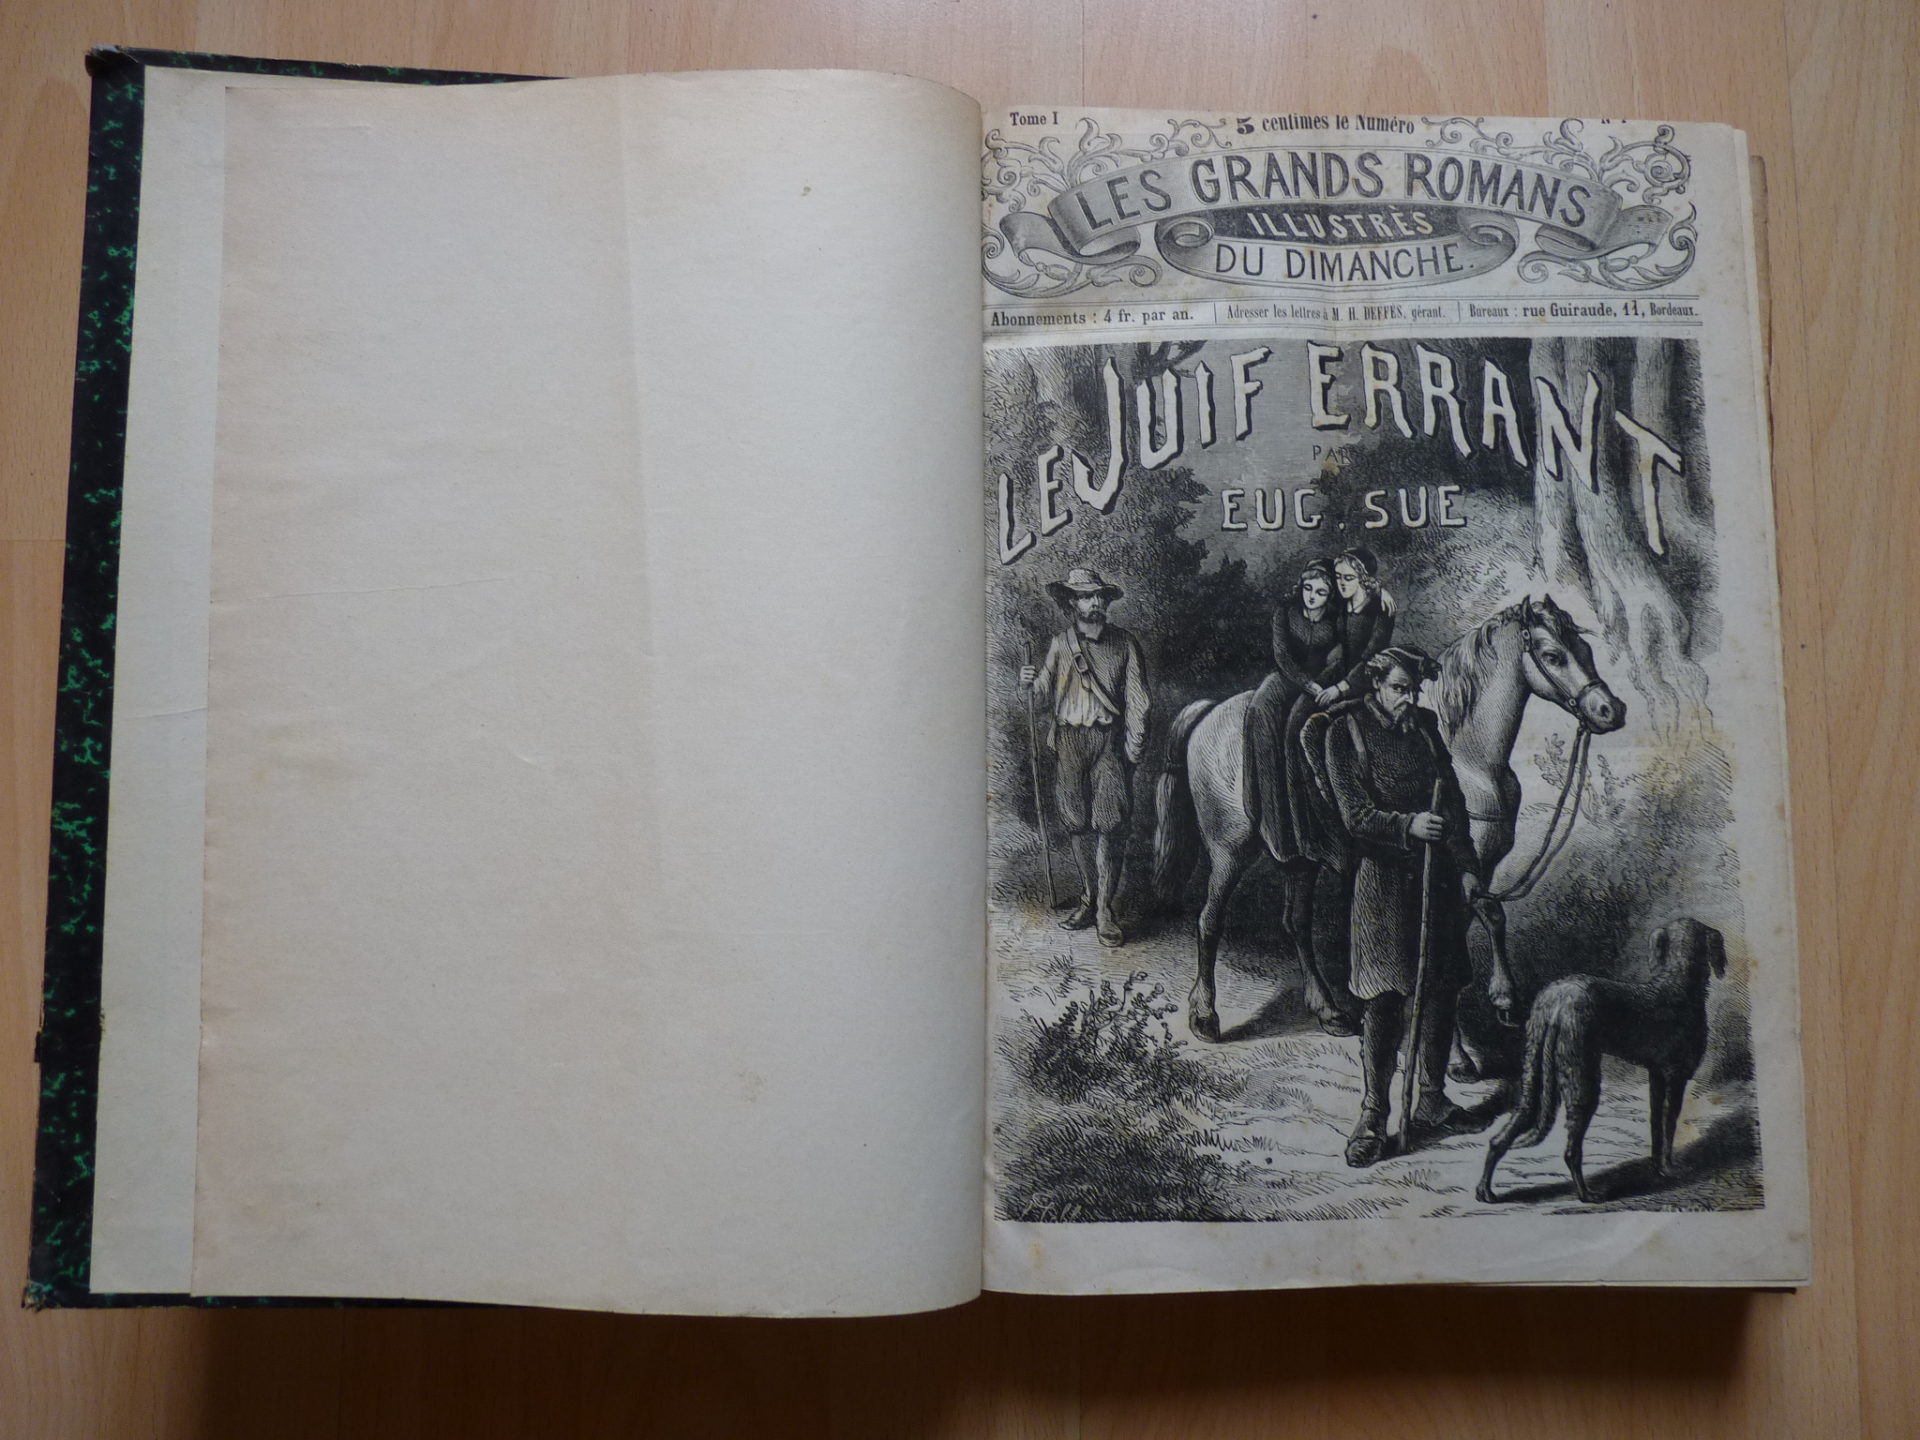 Tome I
5 centimes le Numéro
LES GRANDS ROMANS
ILLUSTRÈS
DU DIMANCHE.
Abonnements : 4 fr. par an.
Adresser les lettres à M. H. DEFFÈS, gérant.
Bureaux : rue Guiraude, 11, Bordeaux.
LE JUIF ERRANT
PAR
EUG. SUE